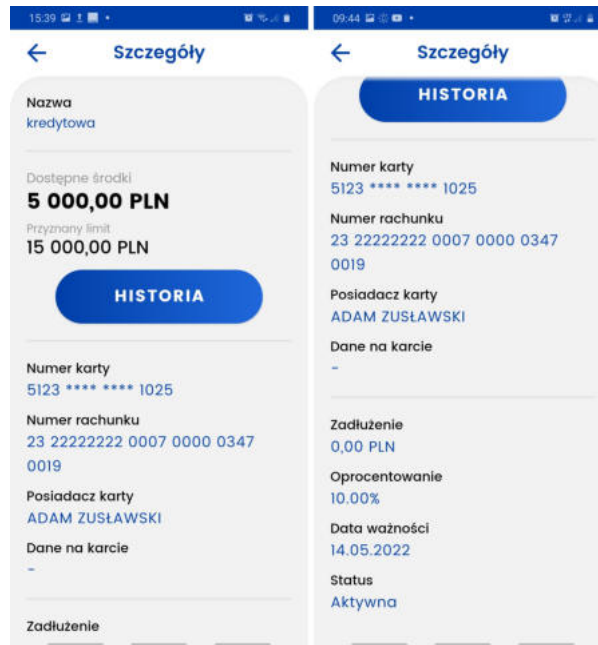 15:39
Szczegóły
Nazwa
kredytowa
Dostępne środki
5 000,00 PLN
Przyznany limit
15 000,00 PLN
HISTORIA
Numer karty
5123 **** **** 1025
Numer rachunku
23 22222222 0007 0000 0347
0019
Posiadacz karty
ADAM ZUSŁAWSKI
Dane na karcie
-
Zadłużenie
09:44
Szczegóły
HISTORIA
Numer karty
5123 **** **** 1025
Numer rachunku
23 22222222 0007 0000 0347
0019
Posiadacz karty
ADAM ZUSŁAWSKI
Dane na karcie
-
Zadłużenie
0,00 PLN
Oprocentowanie
10.00%
Data ważności
14.05.2022
Status
Aktywna